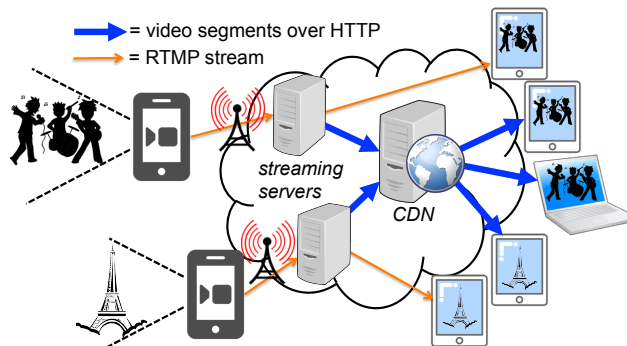 = video segments over HTTP
= RTMP stream
streaming
servers
CDN